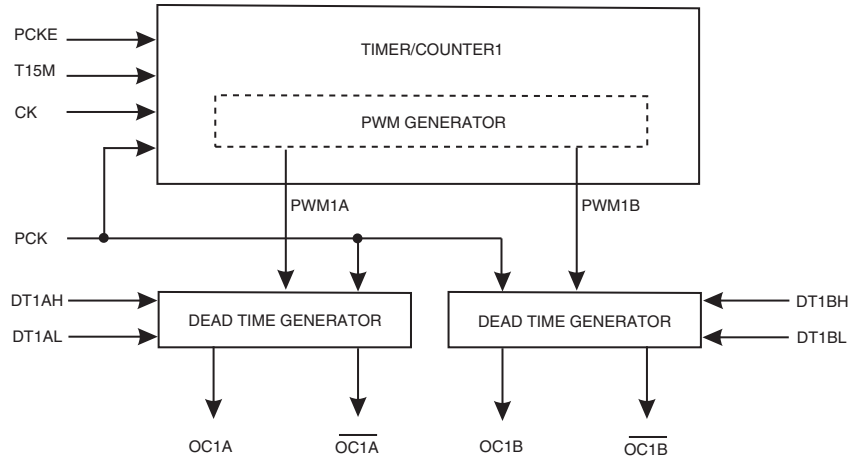 PCKE
TIMER/COUNTER1
T15M
CK
PWM GENERATOR
PWM1A
PWM1B
PCK
DT1AH
DT1BH
DEAD TIME GENERATOR
DEAD TIME GENERATOR
DT1AL
DT1BL
OC1A
OC1A
OC1B
OC1B